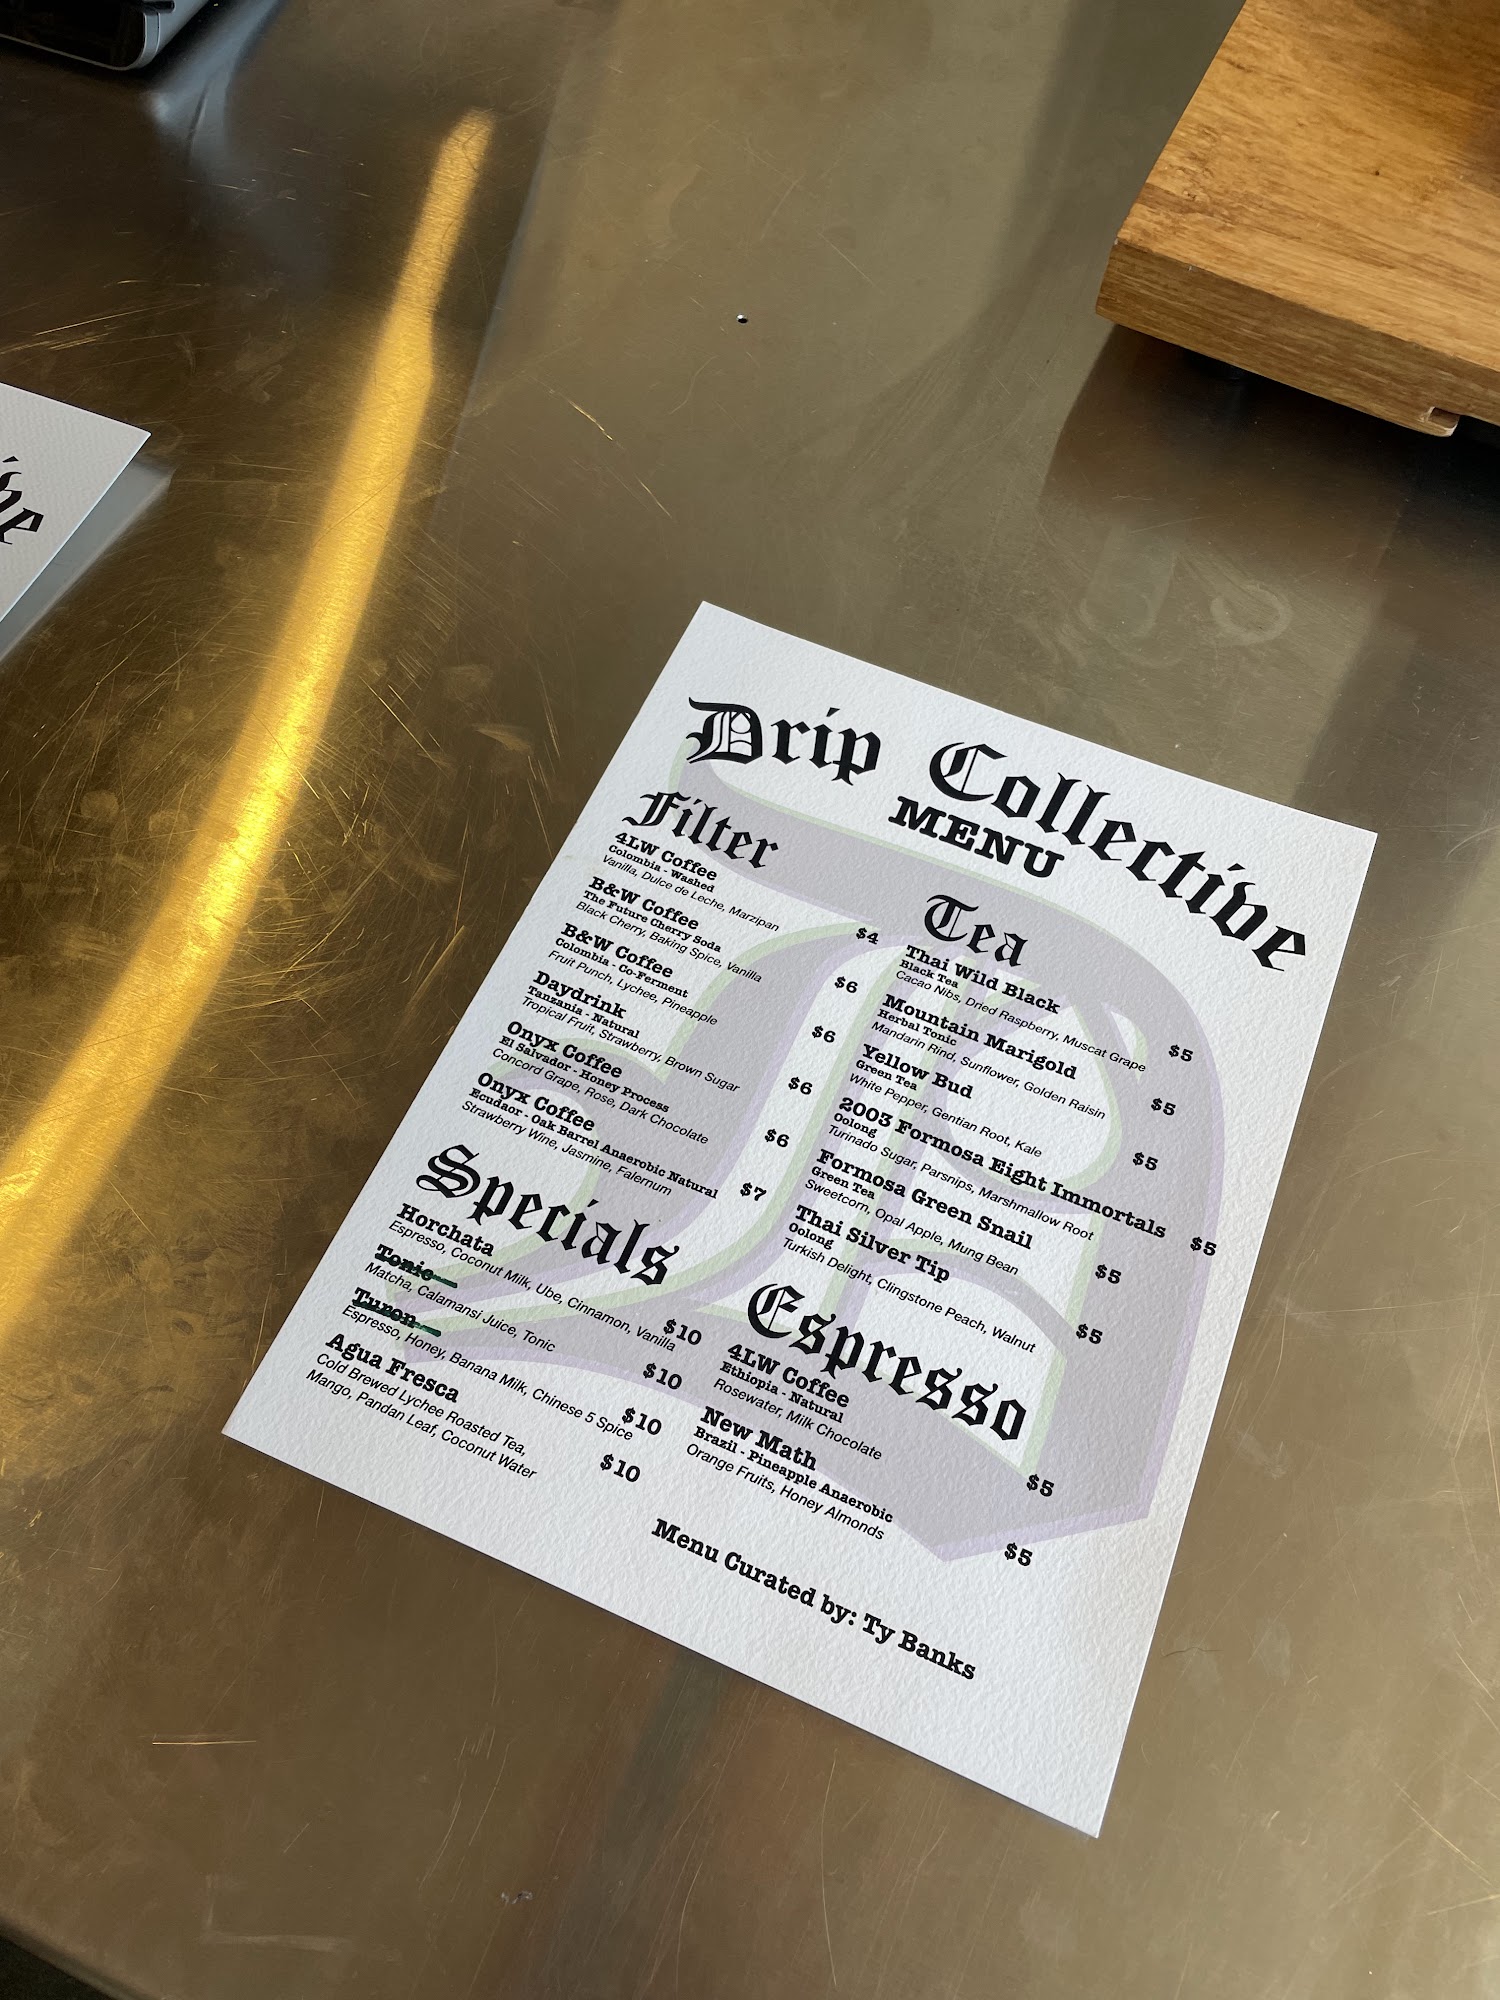 Drip Collective
MENU
Filter
4LW Coffee
Colombia - Washed
Vanilla, Dulce de Leche, Marzipan
$4
B&W Coffee
The Future Cherry Soda
Black Cherry, Baking Spice, Vanilla
$6
B&W Coffee
Colombia - Co-Ferment
Fruit Punch, Lychee, Pineapple
$6
Daydrink
Tanzania - Natural
Tropical Fruit, Strawberry, Brown Sugar
$6
Onyx Coffee
El Salvador - Honey Process
Concord Grape, Rose, Dark Chocolate
$6
Onyx Coffee
Ecudaor - Oak Barrel Anaerobic Natural
Strawberry Wine, Jasmine, Falernum
$7
Specials
Horchata
Espresso, Coconut Milk, Ube, Cinnamon, Vanilla
$10
Tonic
Matcha, Calamansi Juice, Tonic
$10
Turon
Espresso, Honey, Banana Milk, Chinese 5 Spice
$10
Agua Fresca
Cold Brewed Lychee Roasted Tea,
Mango, Pandan Leaf, Coconut Water
$10
Tea
Thai Wild Black
Black Tea
Cacao Nibs, Dried Raspberry, Muscat Grape
$5
Mountain Marigold
Herbal Tonic
Mandarin Rind, Sunflower, Golden Raisin
$5
Yellow Bud
Green Tea
White Pepper, Gentian Root, Kale
$5
2003 Formosa Eight Immortals
Oolong
Turinado Sugar, Parsnips, Marshmallow Root
$5
Formosa Green Snail
Green Tea
Sweetcorn, Opal Apple, Mung Bean
$5
Thai Silver Tip
Oolong
Turkish Delight, Clingstone Peach, Walnut
$5
Espresso
4LW Coffee
Ethiopia - Natural
Rosewater, Milk Chocolate
$5
New Math
Brazil - Pineapple Anaerobic
Orange Fruits, Honey Almonds
$5
Menu Curated by: Ty Banks